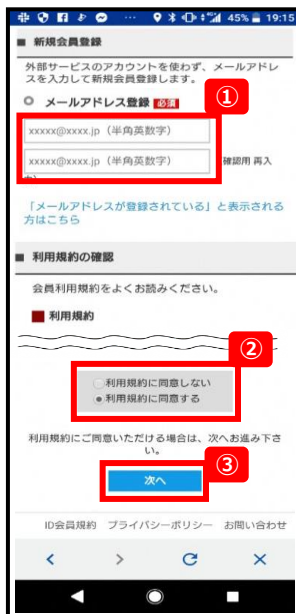 45% 19:15
新規会員登録
外部サービスのアカウントを使わず、メールアドレ
スを入力して新規会員登録します。
メールアドレス登録 必須
①
xxxxx@xxxx.jp（半角英数字）
xxxxx@xxxx.jp（半角英数字）
確認用 再入
「メールアドレスが登録されている」と表示される
方はこちら
利用規約の確認
会員利用規約をよくお読みください。
利用規約
②
利用規約に同意しない
利用規約に同意する
利用規約にご同意いただける場合は、次へお進み下さ
い。
③
次へ
ID会員規約 プライバシーポリシー お問い合わせ